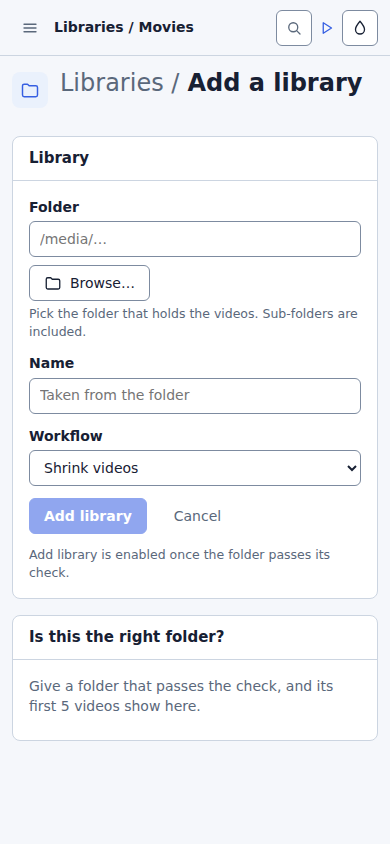 Libraries / Movies
Libraries / Add a library
Library
Folder
/media/…
Browse…
Pick the folder that holds the videos. Sub-folders are
included.
Name
Taken from the folder
Workflow
Shrink videos
Add library
Cancel
Add library is enabled once the folder passes its
check.
Is this the right folder?
Give a folder that passes the check, and its
first 5 videos show here.